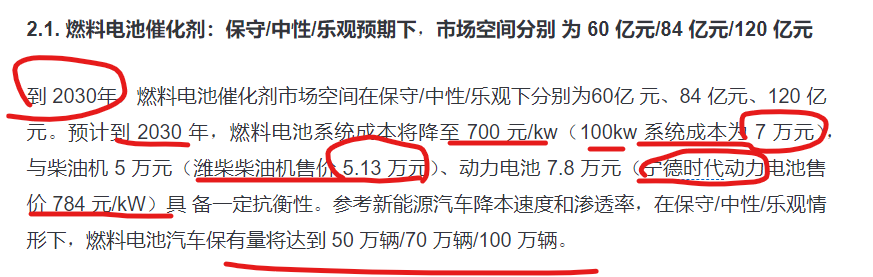 2.1. 燃料电池催化剂：保守/中性/乐观预期下，市场空间分别 为 60 亿元/84 亿元/120 亿元
到 2030年，燃料电池催化剂市场空间在保守/中性/乐观下分别为60亿 元、84 亿元、120 亿
元。预计到 2030 年，燃料电池系统成本将降至 700 元/kw（100kw 系统成本为 7 万元），
与柴油机 5 万元（潍柴柴油机售价 5.13 万元）、动力电池 7.8 万元（宁德时代动力电池售
价 784 元/kW）具 备一定抗衡性。参考新能源汽车降本速度和渗透率，在保守/中性/乐观情
形下，燃料电池汽车保有量将达到 50 万辆/70 万辆/100 万辆。